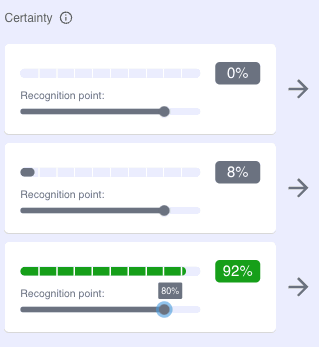 Certainty
0%
Recognition point:
8%
Recognition point:
92%
80%
Recognition point: